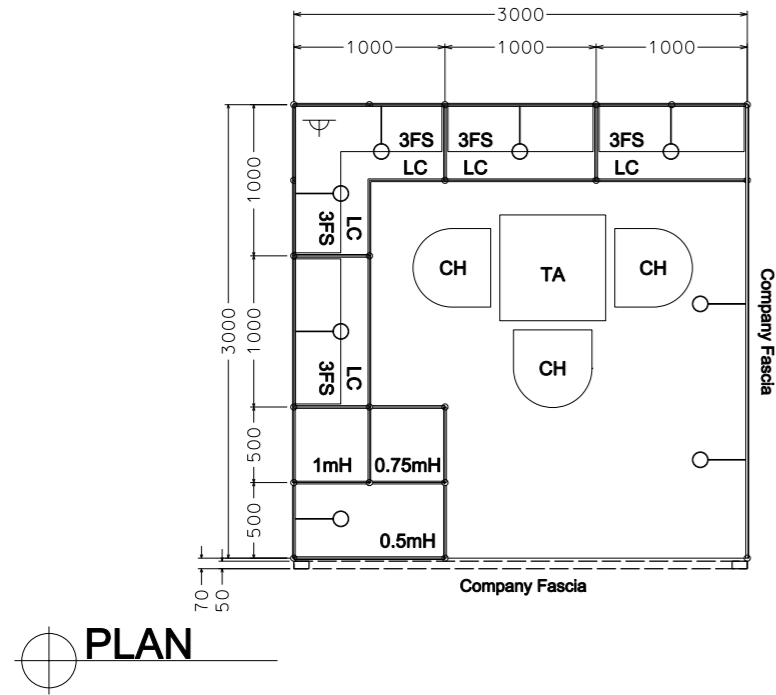 3000
1000 1000 1000
3FS 3FS 3FS
LC LC LC
1000
3FS LC
CH TA CH
Company Fascia
3000
1000
CH
3FS LC
500
1mH 0.75mH
500
0.5mH
70
50
Company Fascia
PLAN